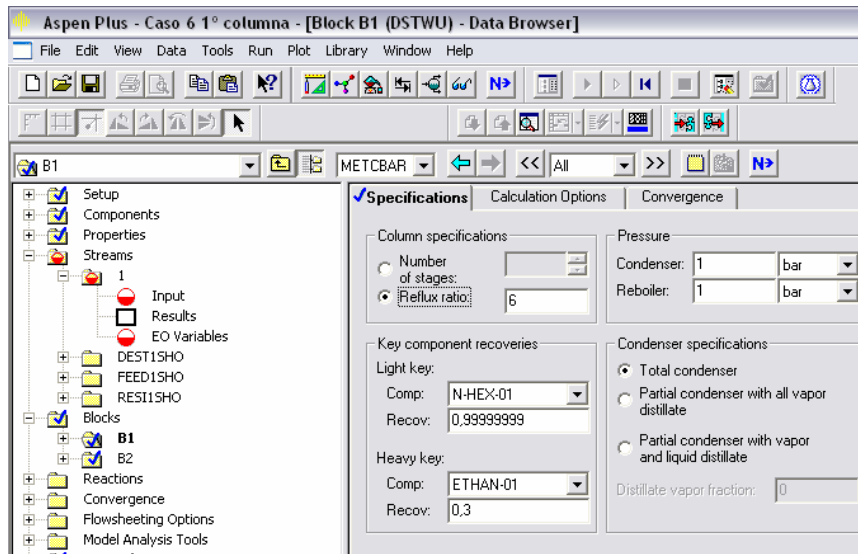 Aspen Plus - Caso 6 1º columna - [Block B1 (DSTWU) - Data Browser]
File Edit View Data Tools Run Plot Library Window Help
N➔
B1
METCBAR
<< All >>
N➔
Setup
Components
Properties
Streams
1
Input
Results
EO Variables
DEST1SHO
FEED1SHO
RESI1SHO
Blocks
B1
B2
Reactions
Convergence
Flowsheeting Options
Model Analysis Tools
Specifications Calculation Options Convergence
Column specifications
Number
of stages:
Reflux ratio: 6
Pressure
Condenser: 1 bar
Reboiler: 1 bar
Key component recoveries
Light key:
Comp: N-HEX-01
Recov: 0,99999999
Heavy key:
Comp: ETHAN-01
Recov: 0,3
Condenser specifications
Total condenser
Partial condenser with all vapor
distillate
Partial condenser with vapor
and liquid distillate
Distillate vapor fraction: 0